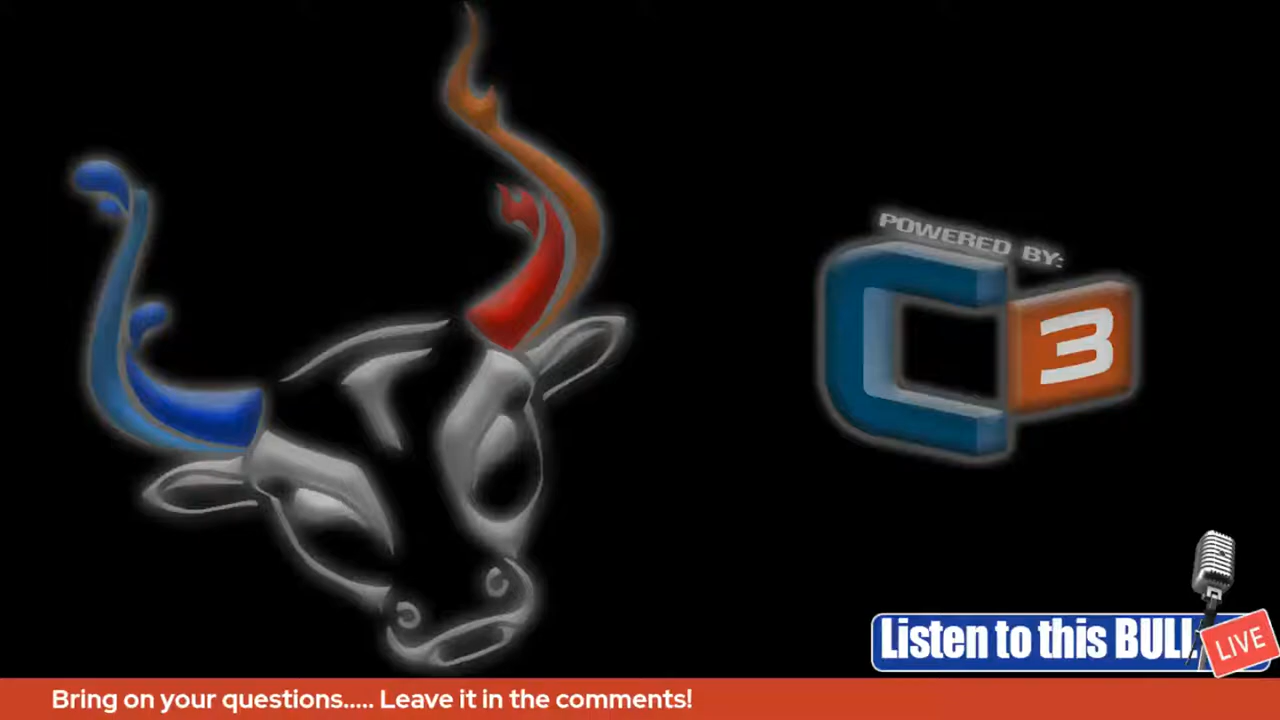 POWERED BY:
C3
Listen to this BULL
LIVE
Bring on your questions..... Leave it in the comments!